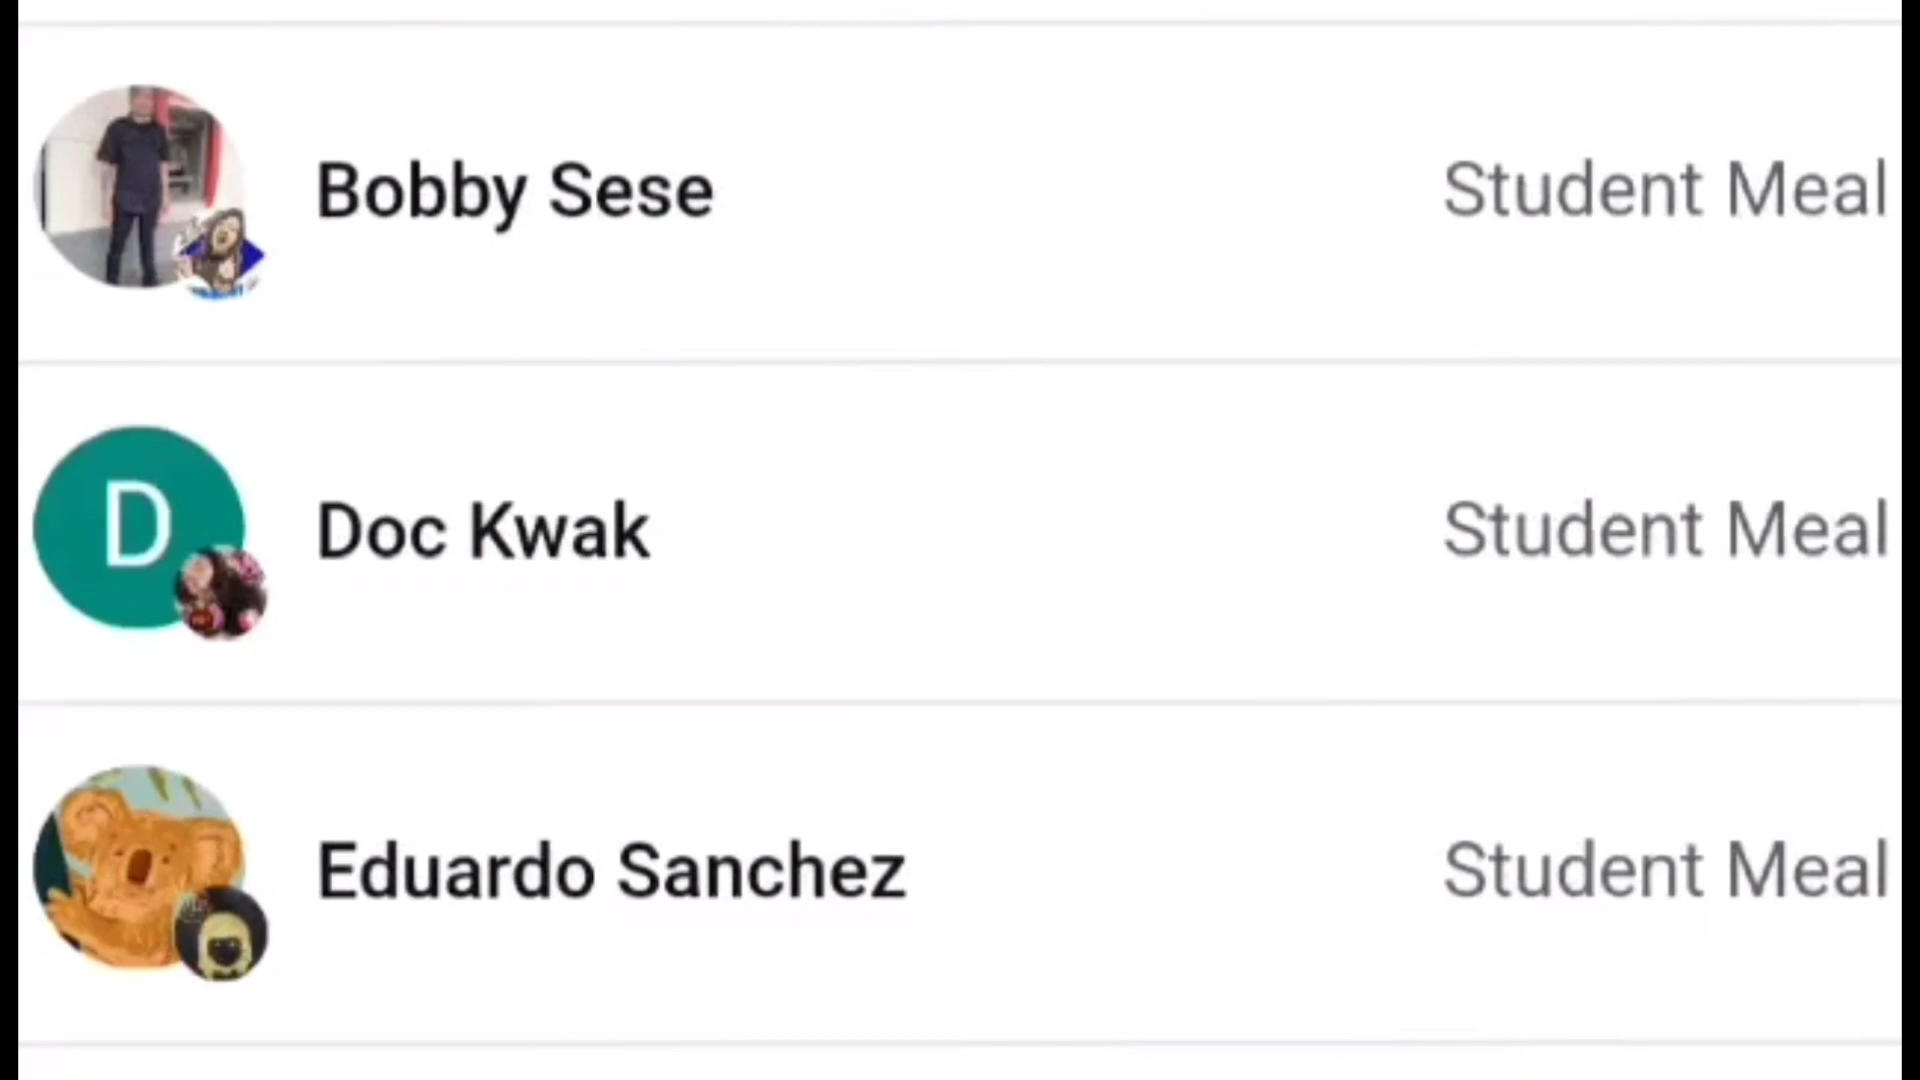 Bobby Sese Student Meal
D
Doc Kwak Student Meal
Eduardo Sanchez Student Meal